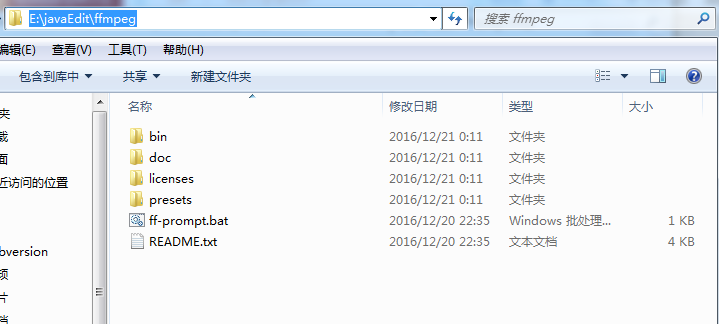 E:\javaEdit\ffmpeg 搜索 ffmpeg
编辑(E) 查看(V) 工具(T) 帮助(H)
包含到库中 共享 新建文件夹
名称 修改日期 类型 大小
夹 bin 2016/12/21 0:11 文件夹
载 doc 2016/12/21 0:11 文件夹
面 licenses 2016/12/21 0:11 文件夹
近访问的位置 presets 2016/12/21 0:11 文件夹
ff-prompt.bat 2016/12/20 22:35 Windows 批处理... 1 KB
README.txt 2016/12/20 22:35 文本文档 4 KB
bversion
频
片
档